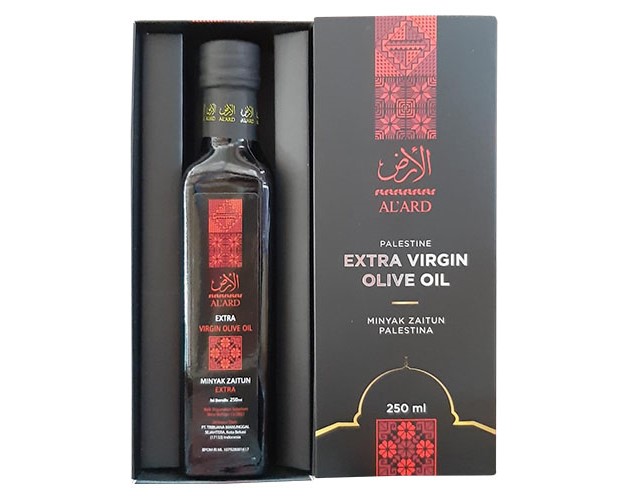 الأرض
AL'ARD
EXTRA
VIRGIN OLIVE OIL
MINYAK ZAITUN
EXTRA
250ml
الأرض
AL'ARD
PALESTINE
EXTRA VIRGIN
OLIVE OIL
MINYAK ZAITUN
PALESTINA
250 ml